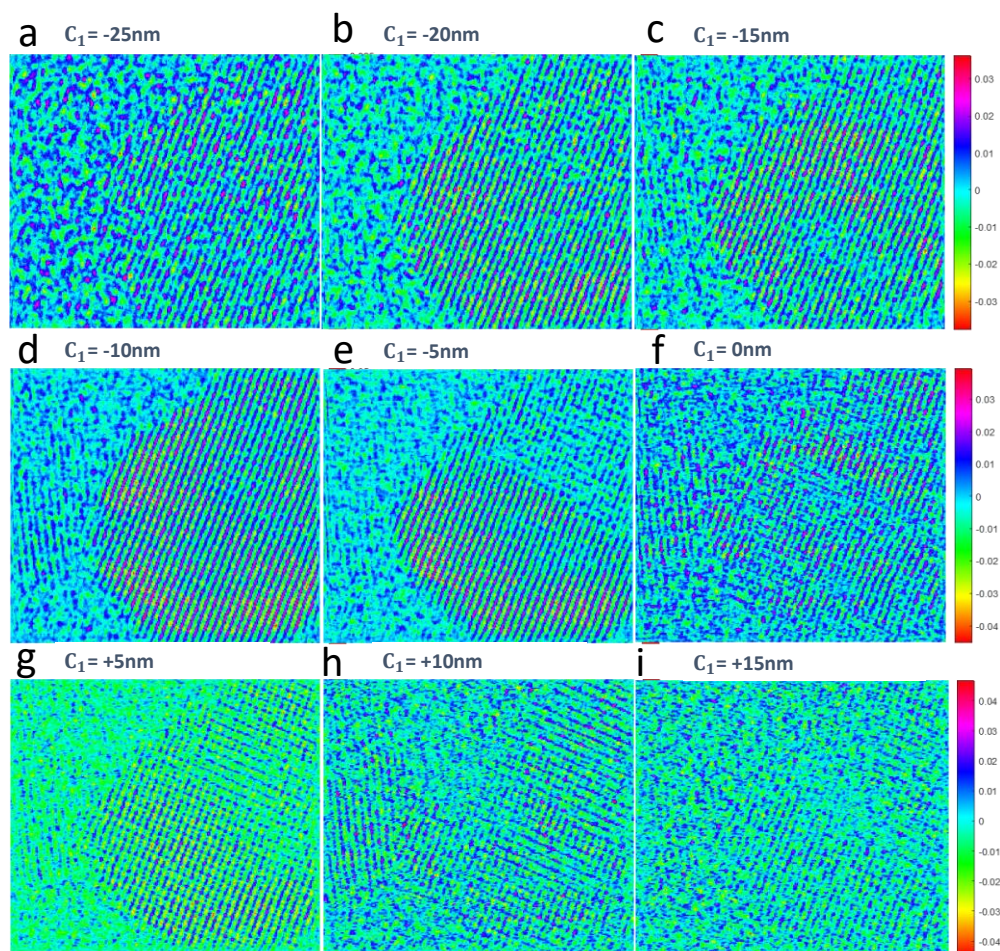 a C₁= -25nm
b C₁= -20nm
c C₁= -15nm
0.03
0.02
0.01
0
-0.01
-0.02
-0.03
d C₁= -10nm
e C₁= -5nm
f C₁= 0nm
0.03
0.02
0.01
0
-0.01
-0.02
-0.03
-0.04
g C₁= +5nm
h C₁= +10nm
i C₁= +15nm
0.04
0.03
0.02
0.01
0
-0.01
-0.02
-0.03
-0.04